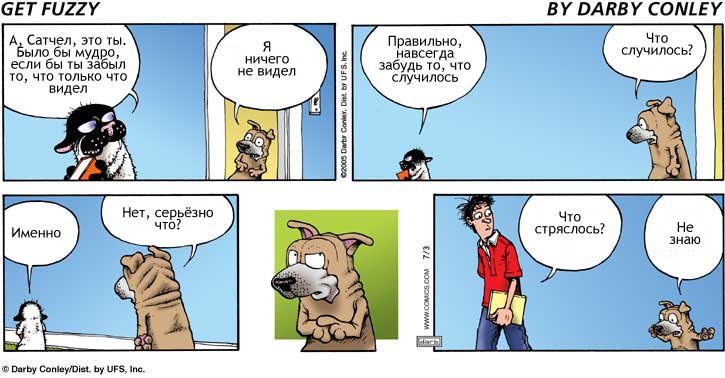 GET FUZZY
BY DARBY CONLEY
А, Сатчел, это ты.
Было бы мудро,
если бы ты забыл
то, что только что
видел
Я
ничего
не видел
©2005 Darby Conley. Dist. by UFS, Inc.
Правильно,
навсегда
забудь то, что
случилось
Что
случилось?
Именно
Нет, серьёзно
что?
WWW.COMICS.COM 7/3
Что
стряслось?
Не
знаю
darb
© Darby Conley/Dist. by UFS, Inc.